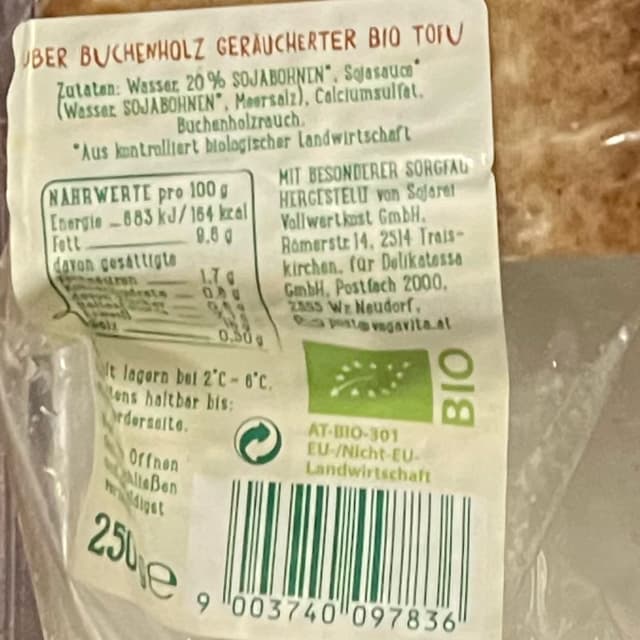 ÜBER BUCHENHOLZ GERÄUCHERTER BIO TOFU
Zutaten: Wasser, 20 % SOJABOHNEN*, Sojasauce*
(Wasser, SOJABOHNEN*, Meersalz), Calciumsulfat,
Buchenholzrauch.
*Aus kontrolliert biologischer Landwirtschaft
NÄHRWERTE pro 100 g
Energie 683 kJ/164 kcal
Fett 9,8 g
davon gesättigte
1,7 g
0,50 g
MIT BESONDERER SORGFALT
HERGESTELLT von Sojarei
Vollwertkost GmbH,
Römerstr. 14, 2514 Trais-
kirchen, für Delikatessa
GmbH, Postfach 2000,
2355 Wr. Neudorf,
post@vegavita.at
lagern bei 2°C - 6°C.
haltbar bis:
Öffnen
250 g e
BIO
AT-BIO-301
EU-/Nicht-EU-
Landwirtschaft
9 003740 097836